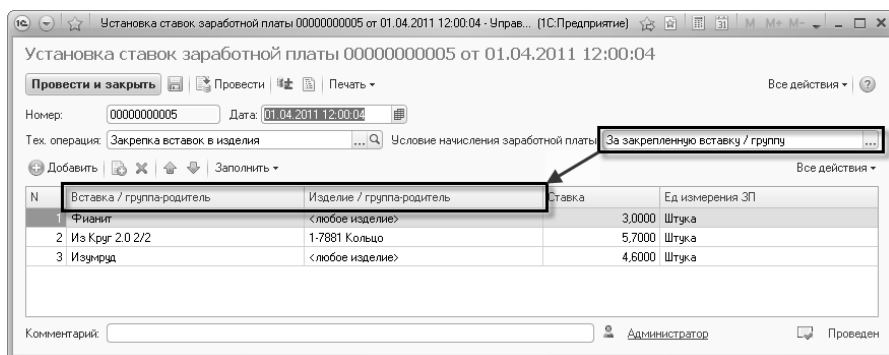 Установка ставок заработной платы 00000000005 от 01.04.2011 12:00:04 - Управ... (1С:Предприятие) M M+ M-
Установка ставок заработной платы 00000000005 от 01.04.2011 12:00:04
Провести и закрыть Провести Печать Все действия
Номер: 00000000005 Дата: 01.04.2011 12:00:04
Тех. операция: Закрепка вставок в изделия ... Условие начисления заработной платы: За закрепленную вставку / группу ...
Добавить Заполнить Все действия
N Вставка / группа-родитель Изделие / группа-родитель Ставка Ед измерения ЗП
1 Фианит <любое изделие> 3,0000 Штука
2 Из Круг 2.0 2/2 1-7881 Кольцо 5,7000 Штука
3 Изумруд <любое изделие> 4,6000 Штука
Комментарий: Администратор Проведен